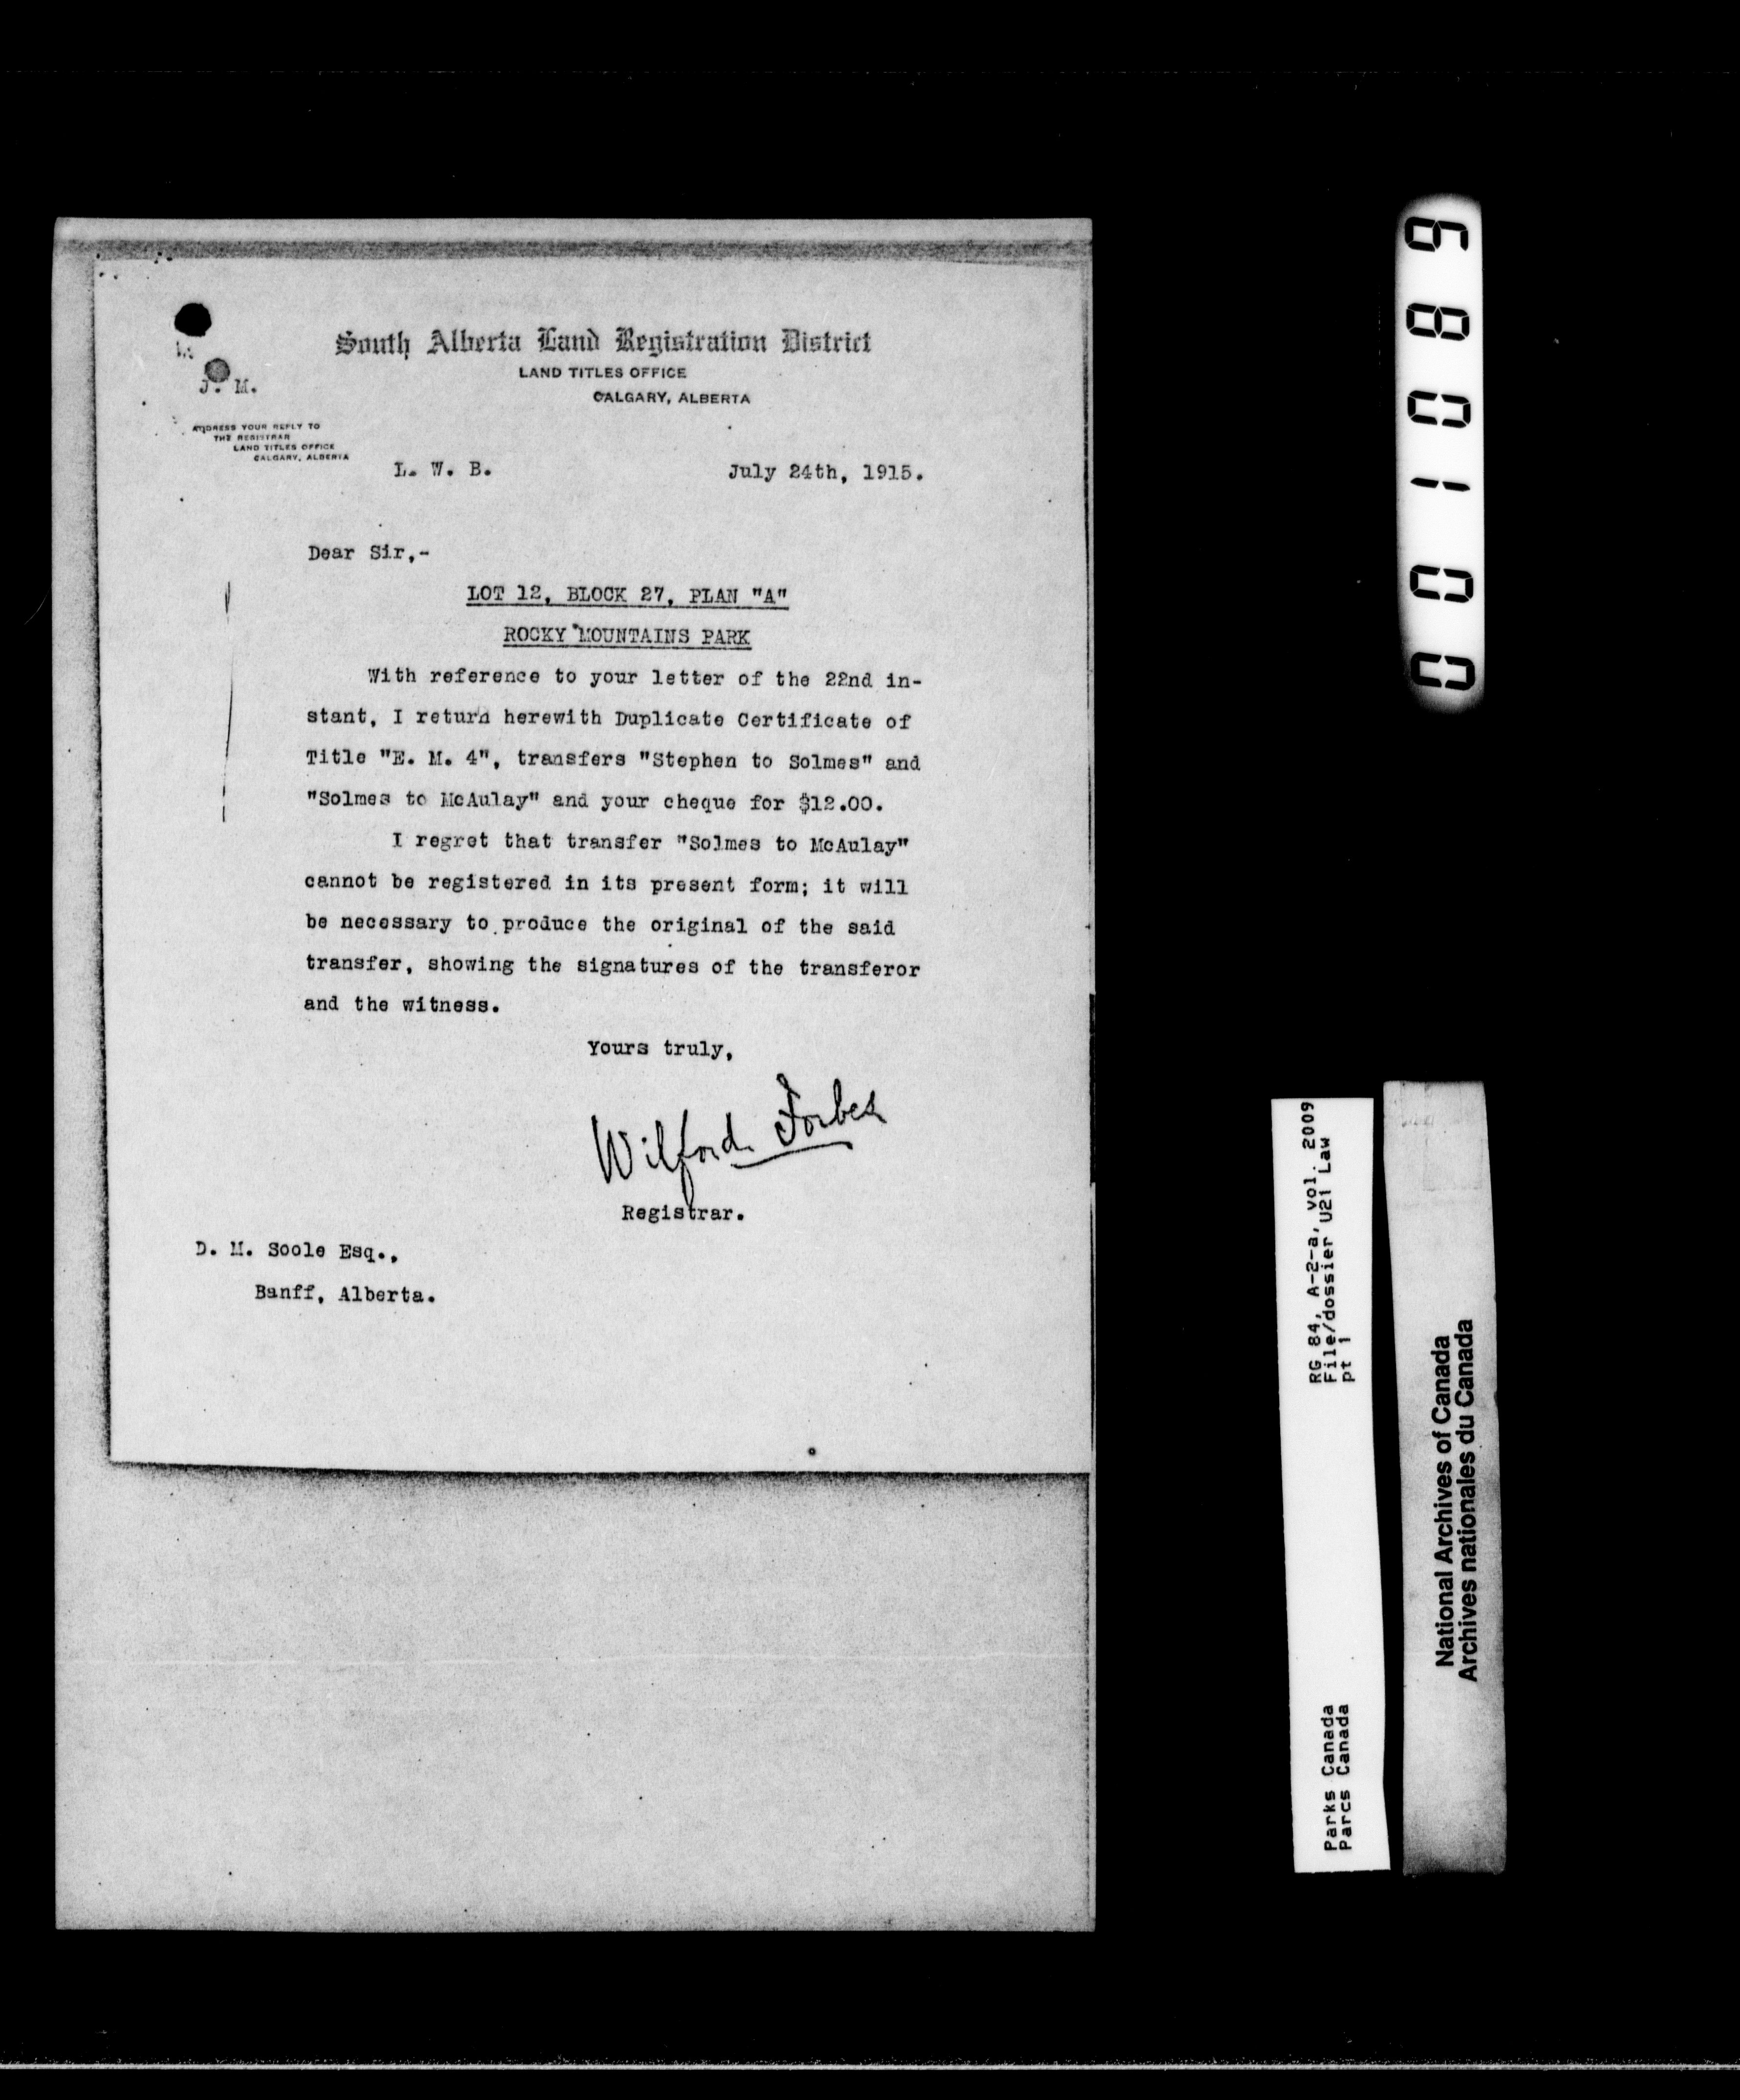 South Alberta Land Registration District
LAND TITLES OFFICE
CALGARY, ALBERTA
J. M.
ADDRESS YOUR REPLY TO
THE REGISTRAR
LAND TITLES OFFICE
CALGARY, ALBERTA
L. W. B. July 24th, 1915.
Dear Sir,-
LOT 12, BLOCK 27, PLAN "A"
ROCKY MOUNTAINS PARK
With reference to your letter of the 22nd in-
stant, I return herewith Duplicate Certificate of
Title "E. M. 4", transfers "Stephen to Solmes" and
"Solmes to McAulay" and your cheque for $12.00.
I regret that transfer "Solmes to McAulay"
cannot be registered in its present form; it will
be necessary to produce the original of the said
transfer, showing the signatures of the transferor
and the witness.
Yours truly,
Wilford Forbes
Registrar.
D. M. Soole Esq.,
Banff, Alberta.
001089
RG 84, A-2-a, vol. 2009
File/dossier U21 Law
pt 1
Parks Canada
Parcs Canada
National Archives of Canada
Archives nationales du Canada